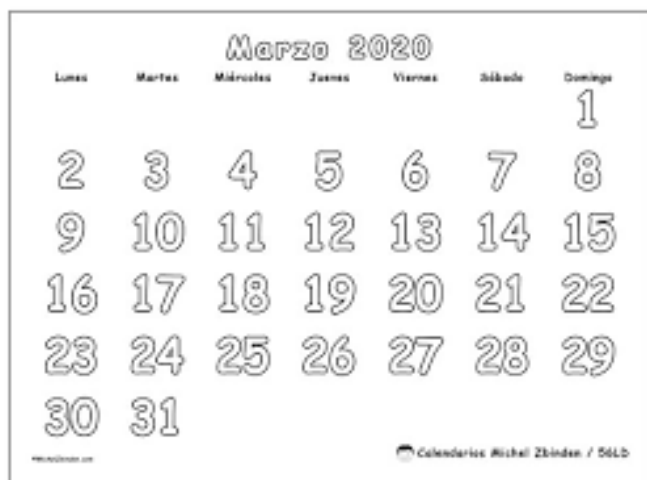 Marzo 2020
Lunes Martes Miércoles Jueves Viernes Sábado Domingo
1
2 3 4 5 6 7 8
9 10 11 12 13 14 15
16 17 18 19 20 21 22
23 24 25 26 27 28 29
30 31
Calendarios Michel Zbinden / 56Lb